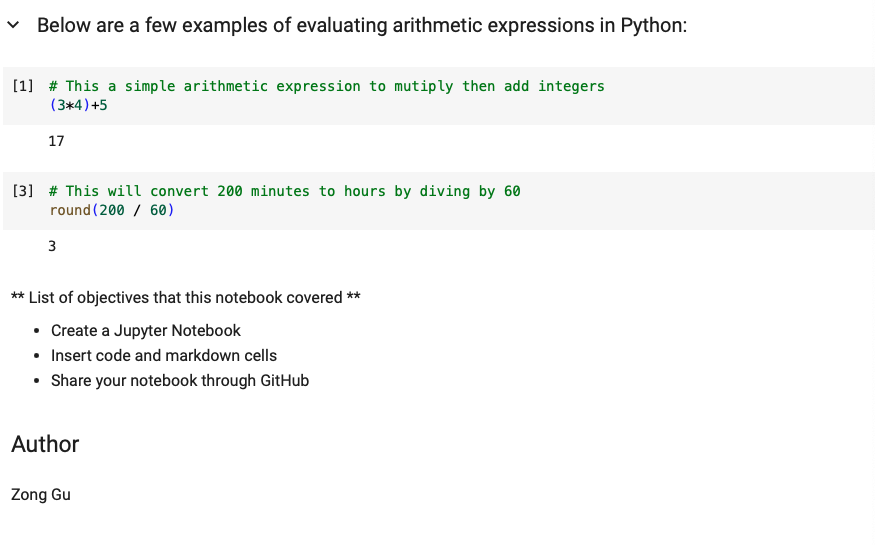 Below are a few examples of evaluating arithmetic expressions in Python:
[1] # This a simple arithmetic expression to mutiply then add integers
(3*4)+5
17
[3] # This will convert 200 minutes to hours by diving by 60
round(200 / 60)
3
** List of objectives that this notebook covered **
• Create a Jupyter Notebook
• Insert code and markdown cells
• Share your notebook through GitHub
Author
Zong Gu